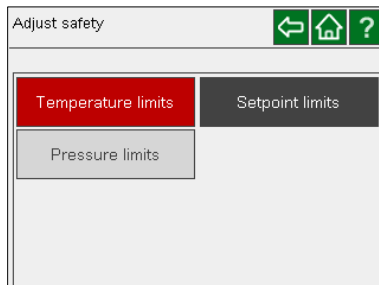 Adjust safety
?
Temperature limits
Setpoint limits
Pressure limits